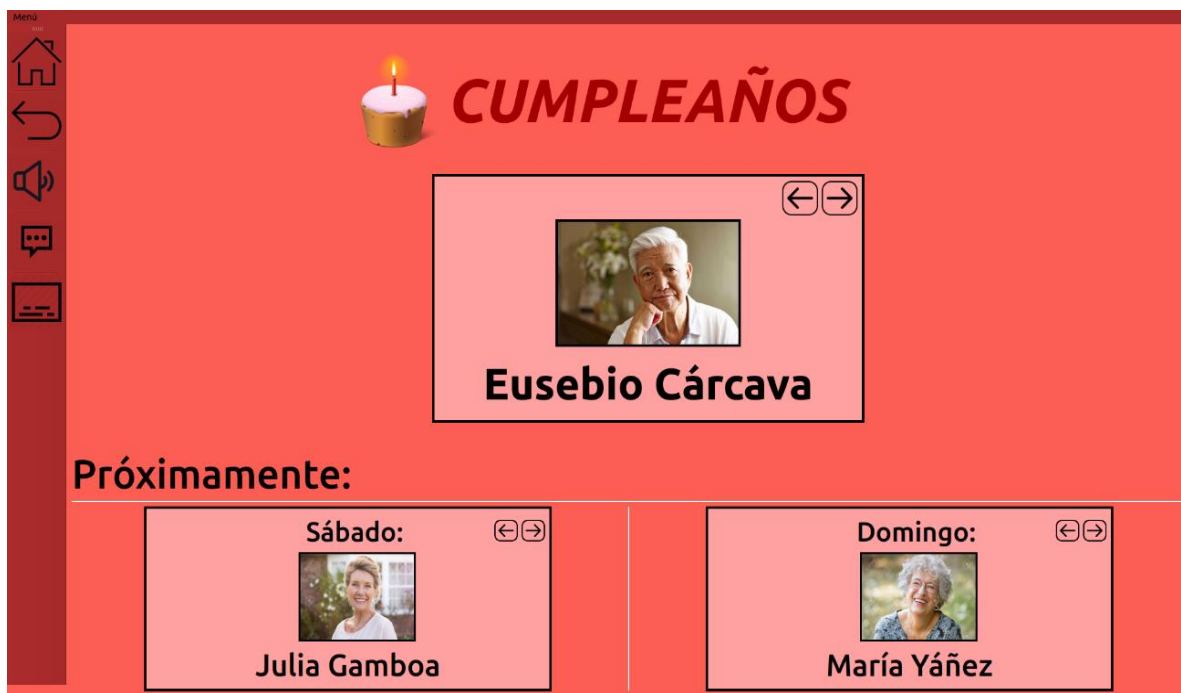 Menú
CUMPLEAÑOS
Eusebio Cárcava
Próximamente:
Sábado:
Julia Gamboa
Domingo:
María Yáñez